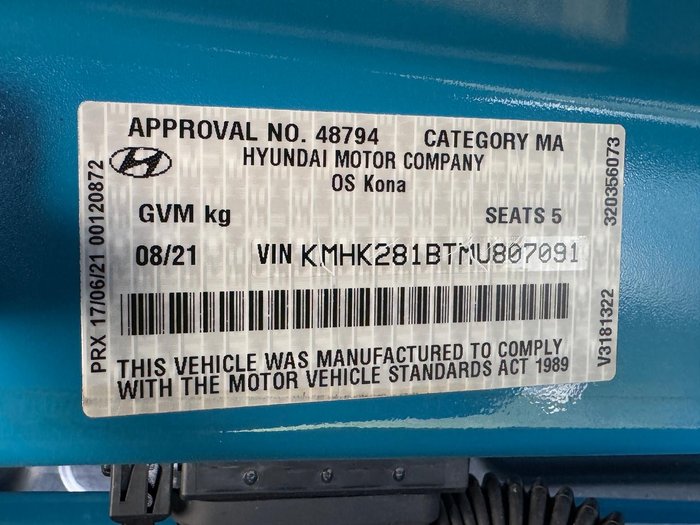 APPROVAL NO. 48794 CATEGORY MA
HYUNDAI MOTOR COMPANY
OS Kona
GVM kg SEATS 5
08/21 VIN KMHK281BTMU807091
THIS VEHICLE WAS MANUFACTURED TO COMPLY
WITH THE MOTOR VEHICLE STANDARDS ACT 1989
PRX 17/06/21 00120872
V3181322 320356073